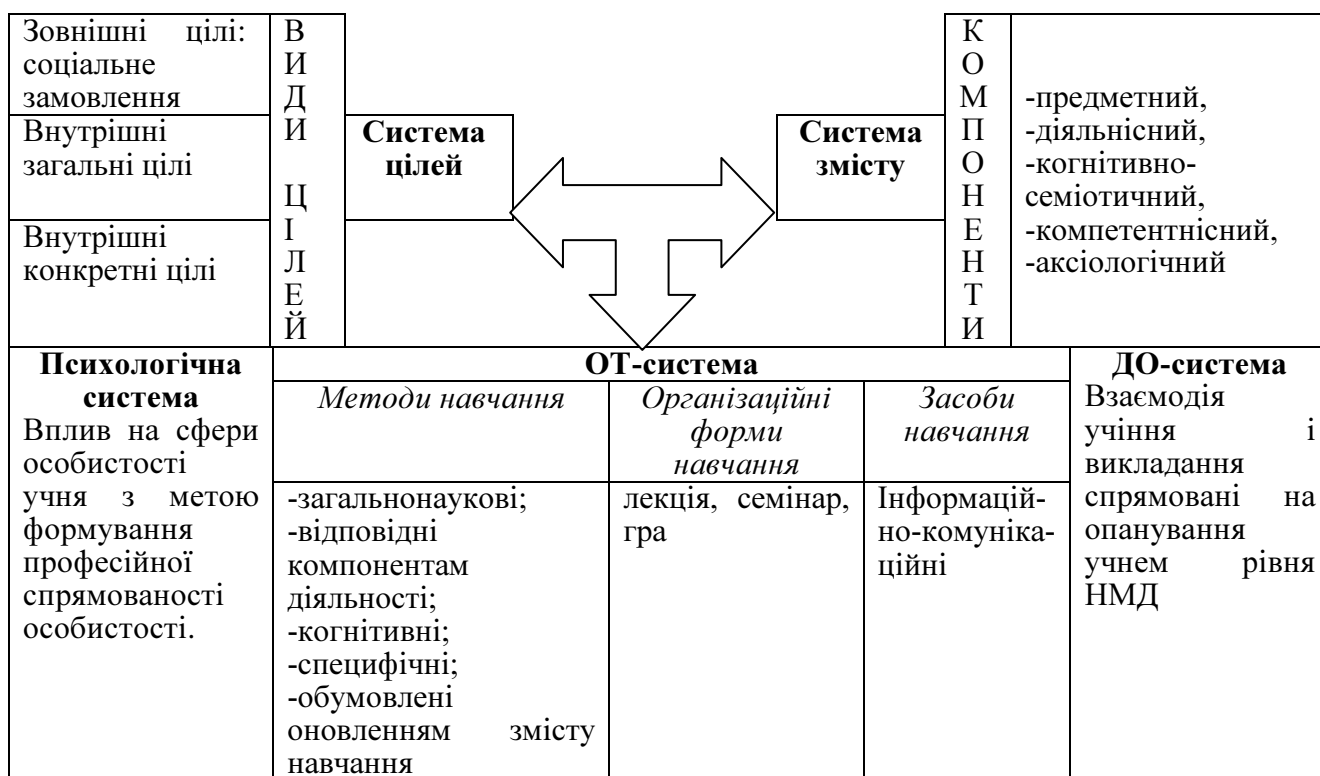 Зовнішні цілі:
соціальне
замовлення
Внутрішні
загальні цілі
Внутрішні
конкретні цілі
В
И
Д
И
Ц
І
Л
Е
Й
Система
цілей
Система
змісту
К
О
М
П
О
Н
Е
Н
Т
И
-предметний,
-діяльнісний,
-когнітивно-
семіотичний,
-компетентнісний,
-аксіологічний
Психологічна
система
Вплив на сфери
особистості
учня з метою
формування
професійної
спрямованості
особистості.
ОТ-система
Методи навчання
-загальнонаукові;
-відповідні
компонентам
діяльності;
-когнітивні;
-специфічні;
-обумовлені
оновленням змісту
навчання
Організаційні
форми
навчання
лекція, семінар,
гра
Засоби
навчання
Інформацій-
но-комуніка-
ційні
ДО-система
Взаємодія
учіння і
викладання
спрямовані на
опанування
учнем рівня
НМД